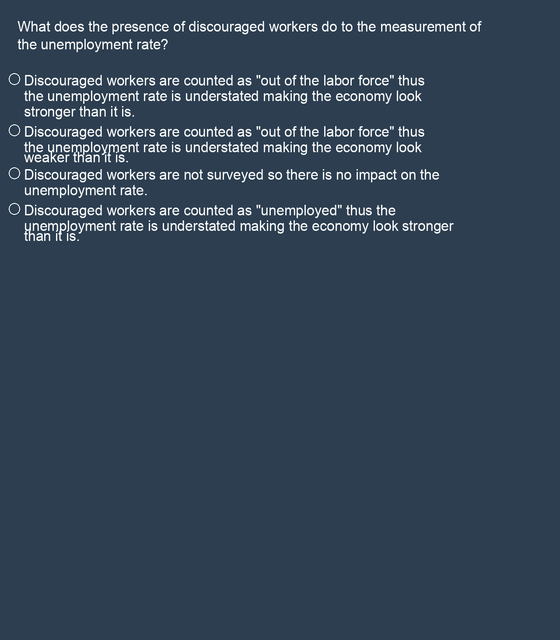 What does the presence of discouraged workers do to the measurement of
the unemployment rate?
Discouraged workers are counted as "out of the labor force" thus
the unemployment rate is understated making the economy look
stronger than it is.
Discouraged workers are counted as "out of the labor force" thus
the unemployment rate is understated making the economy look
weaker than it is.
Discouraged workers are not surveyed so there is no impact on the
unemployment rate.
Discouraged workers are counted as "unemployed" thus the
unemployment rate is understated making the economy look stronger
than it is.